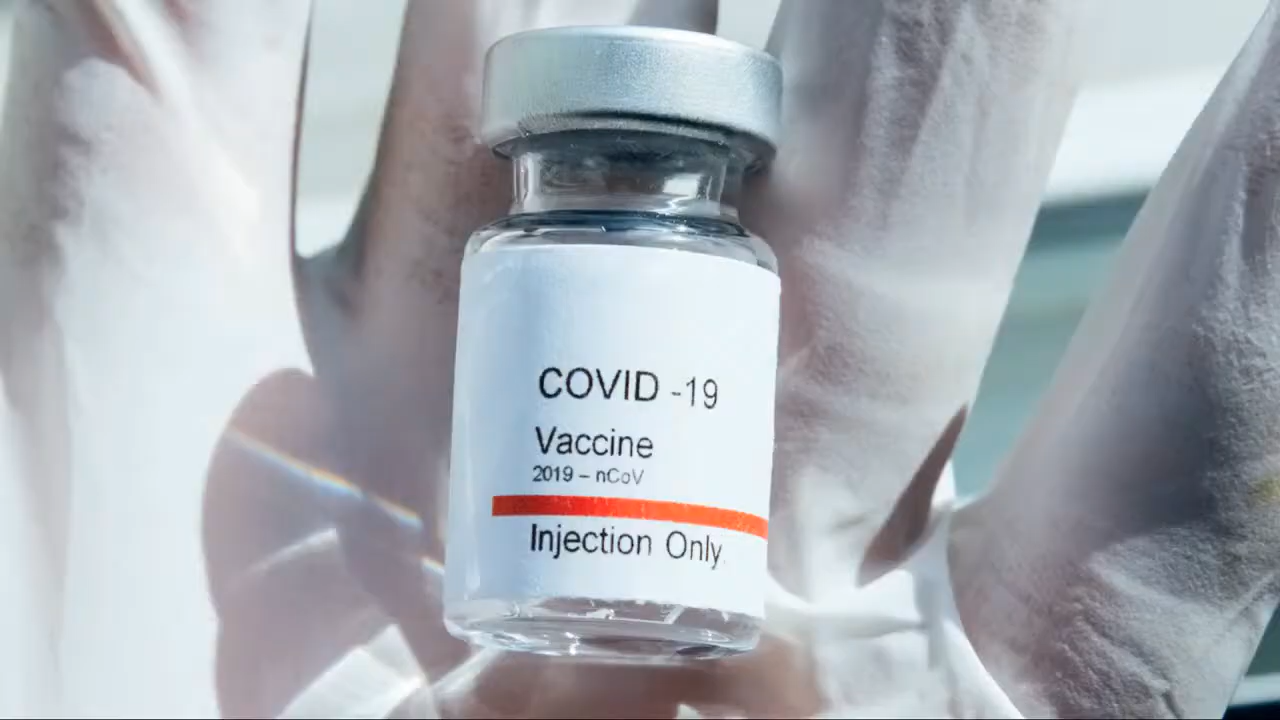 COVID -19
Vaccine
2019 – nCoV
Injection Only